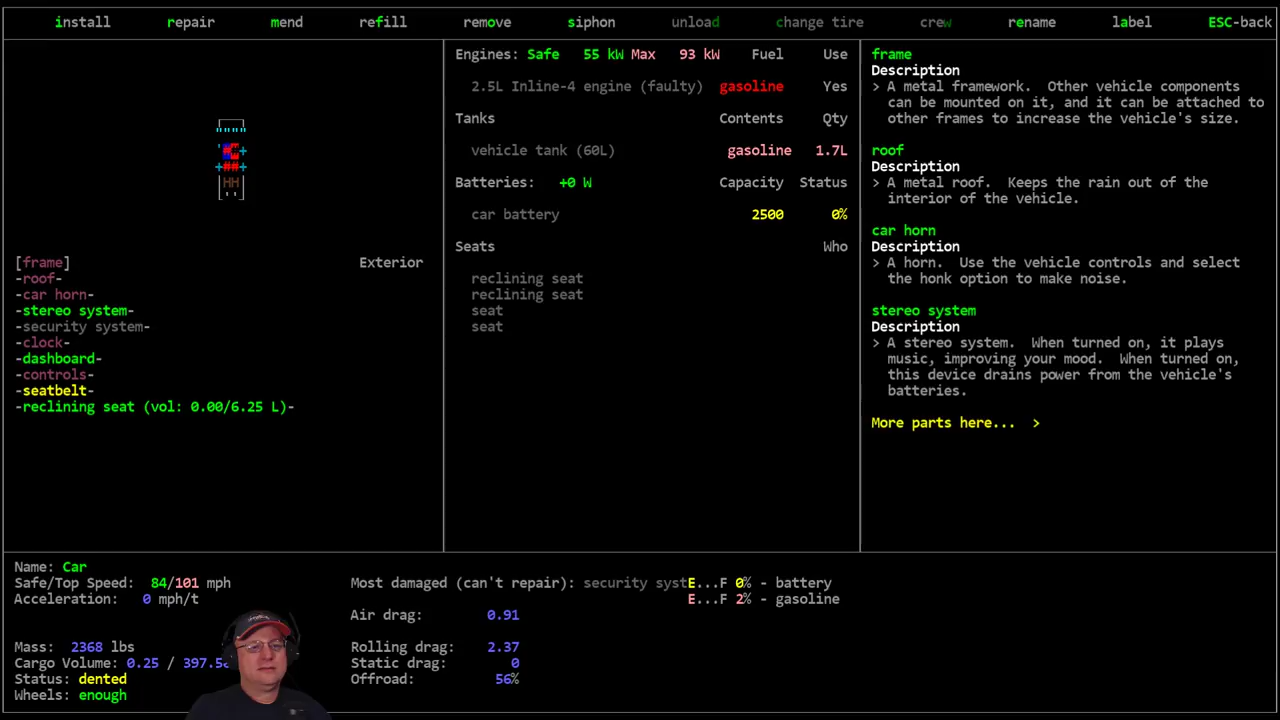 install repair mend refill remove siphon unload change tire crew rename label ESC-back
Engines: Safe 55 kW Max 93 kW Fuel Use
2.5L Inline-4 engine (faulty) gasoline Yes
Tanks Contents Qty
vehicle tank (60L) gasoline 1.7L
Batteries: +0 W Capacity Status
car battery 2500 0%
Seats Who
reclining seat
reclining seat
seat
seat
[frame] Exterior
-roof-
-car horn-
-stereo system-
-security system-
-clock-
-dashboard-
-controls-
-seatbelt-
-reclining seat (vol: 0.00/6.25 L)-
frame
Description
> A metal framework. Other vehicle components
can be mounted on it, and it can be attached to
other frames to increase the vehicle's size.
roof
Description
> A metal roof. Keeps the rain out of the
interior of the vehicle.
car horn
Description
> A horn. Use the vehicle controls and select
the honk option to make noise.
stereo system
Description
> A stereo system. When turned on, it plays
music, improving your mood. When turned on,
this device drains power from the vehicle's
batteries.
More parts here... >
Name: Car
Safe/Top Speed: 84/101 mph
Acceleration: 0 mph/t
Mass: 2368 lbs
Cargo Volume: 0.25 / 397.5
Status: dented
Wheels: enough
Most damaged (can't repair): security syst
Air drag: 0.91
Rolling drag: 2.37
Static drag: 0
Offroad: 56%
E...F 0% - battery
E...F 2% - gasoline